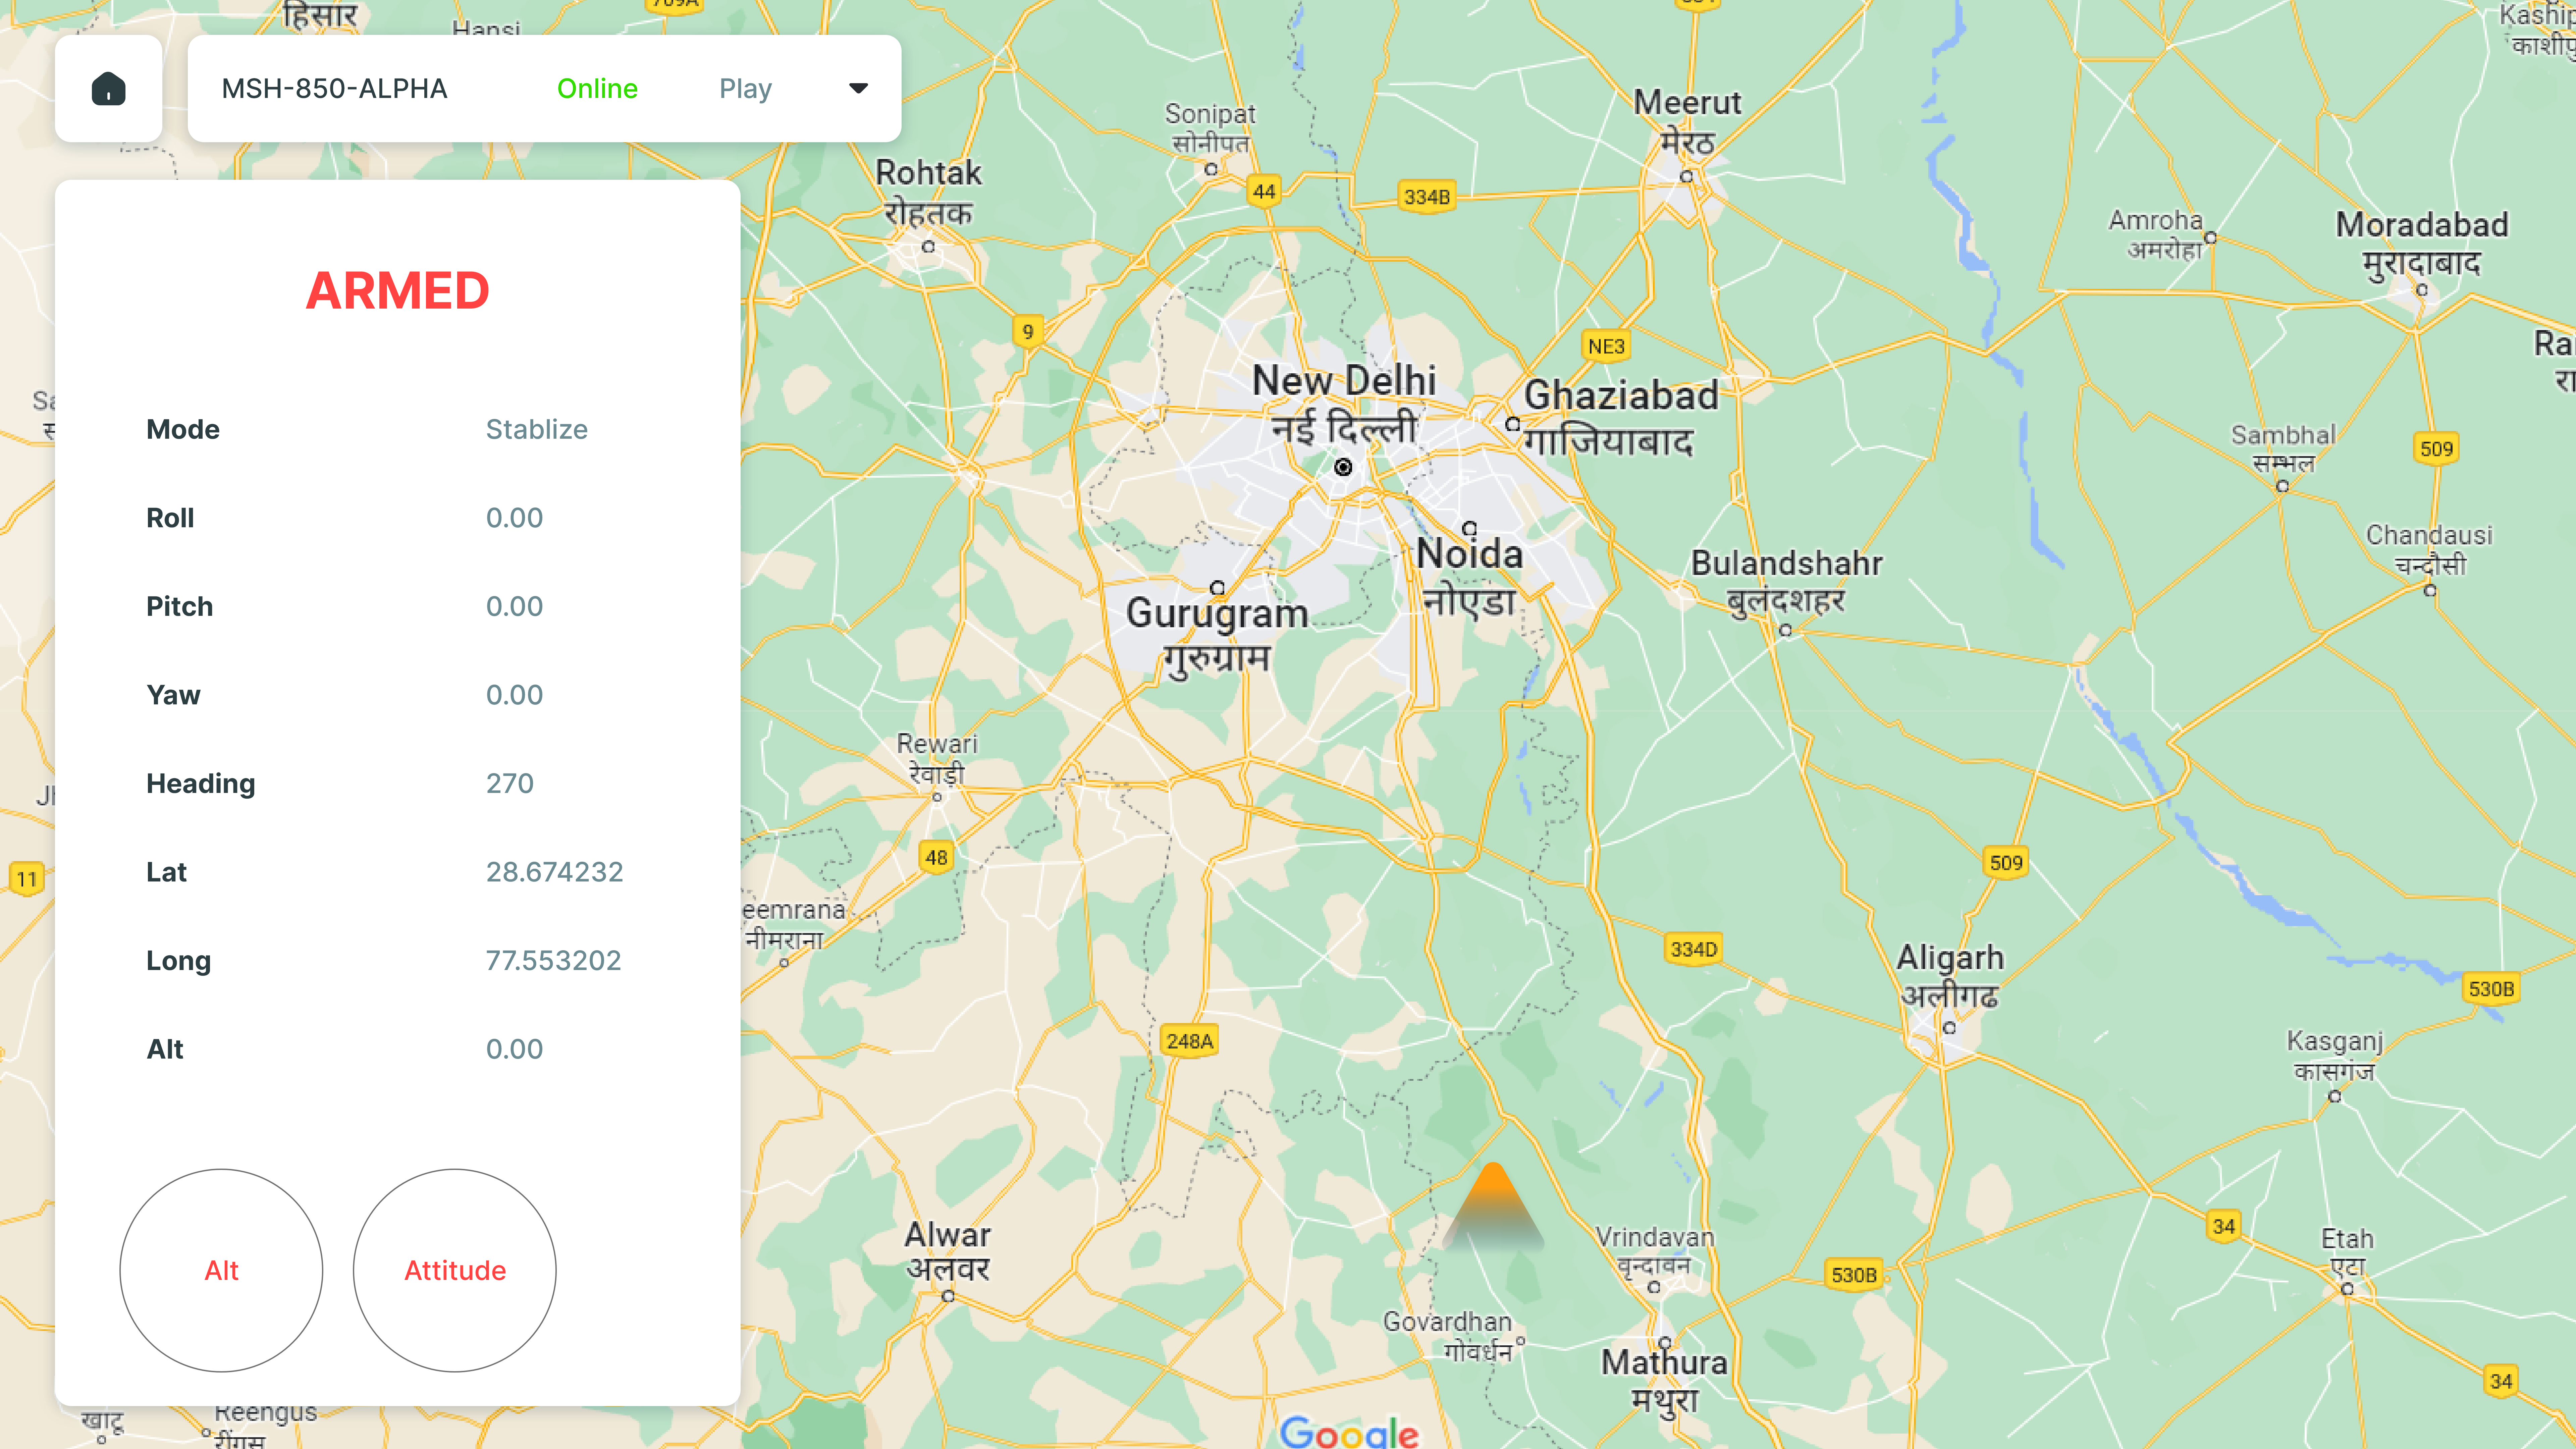 हिसार
Hansi
709A
MSH-850-ALPHA
Online
Play
ARMED
Mode
Stablize
Roll
0.00
Pitch
0.00
Yaw
0.00
Heading
270
Lat
28.674232
Long
77.553202
Alt
0.00
Alt
Attitude
11
खाटू
Reengus
रींगस
Sonipat
सोनीपत
Rohtak
रोहतक
44
334B
Meerut
मेरठ
Amroha
अमरोहा
Moradabad
मुरादाबाद
9
NE3
New Delhi
नई दिल्ली
Ghaziabad
गाजियाबाद
Sambhal
सम्भल
509
Noida
नोएडा
Chandausi
चन्दौसी
Gurugram
गुरुग्राम
Bulandshahr
बुलंदशहर
Rewari
रेवाड़ी
48
509
eemrana
नीमराना
334D
Aligarh
अलीगढ
530B
248A
Kasganj
कासगंज
Alwar
अलवर
Vrindavan
वृन्दावन
530B
34
Etah
एटा
Govardhan
गोवर्धन
Mathura
मथुरा
34
Google